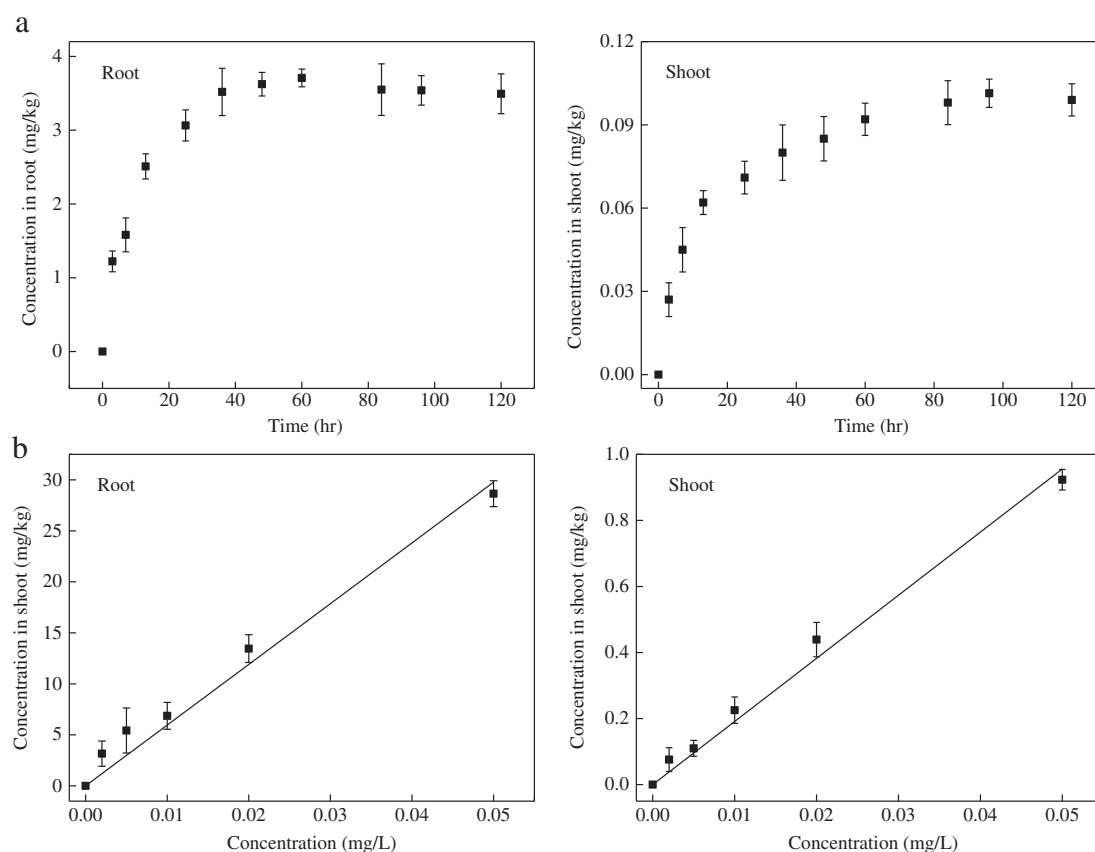 a
Root
Concentration in root (mg/kg)
4
3
2
1
0
0 20 40 60 80 100 120
Time (hr)
Shoot
Concentration in shoot (mg/kg)
0.12
0.09
0.06
0.03
0.00
0 20 40 60 80 100 120
Time (hr)
b
Root
Concentration in shoot (mg/kg)
30
25
20
15
10
5
0
0.00 0.01 0.02 0.03 0.04 0.05
Concentration (mg/L)
Shoot
Concentration in shoot (mg/kg)
1.0
0.8
0.6
0.4
0.2
0.0
0.00 0.01 0.02 0.03 0.04 0.05
Concentration (mg/L)